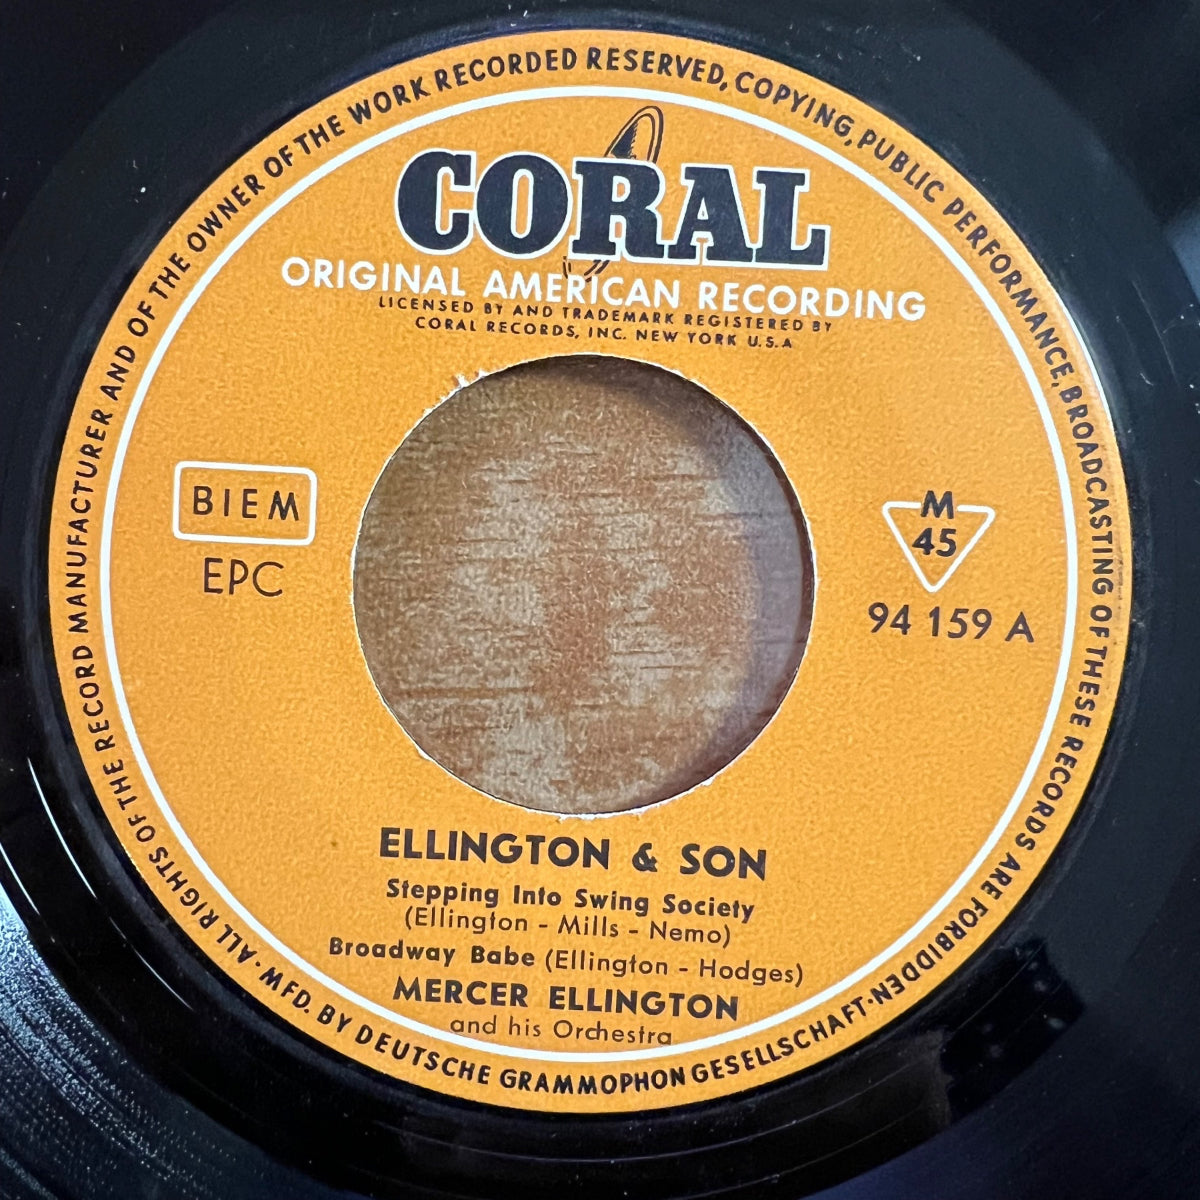 CORAL
ORIGINAL AMERICAN RECORDING
LICENSED BY AND TRADEMARK REGISTERED BY
CORAL RECORDS, INC. NEW YORK U.S.A
BIEM
EPC
M
45
94 159 A
ELLINGTON & SON
Stepping Into Swing Society
(Ellington - Mills - Nemo)
Broadway Babe (Ellington - Hodges)
MERCER ELLINGTON
and his Orchestra
MFD. BY DEUTSCHE GRAMMOPHON GESELLSCHAFT · ALL RIGHTS OF THE RECORD MANUFACTURER AND OF THE OWNER OF THE WORK RECORDED RESERVED, COPYING, PUBLIC PERFORMANCE, BROADCASTING OF THESE RECORDS ARE FORBIDDEN ·